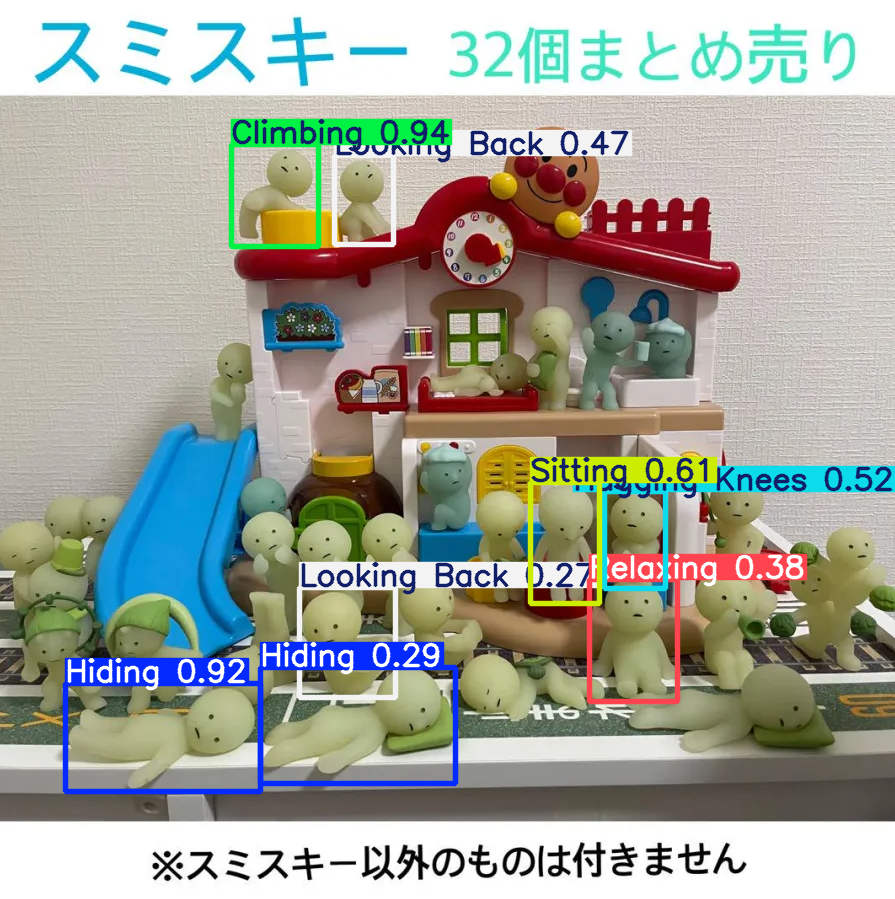 スミスキー 32個まとめ売り
Climbing 0.94
Looking Back 0.47
Sitting 0.61
Hugging Knees 0.52
Looking Back 0.27
Relaxing 0.38
Hiding 0.92
Hiding 0.29
※スミスキー以外のものは付きません